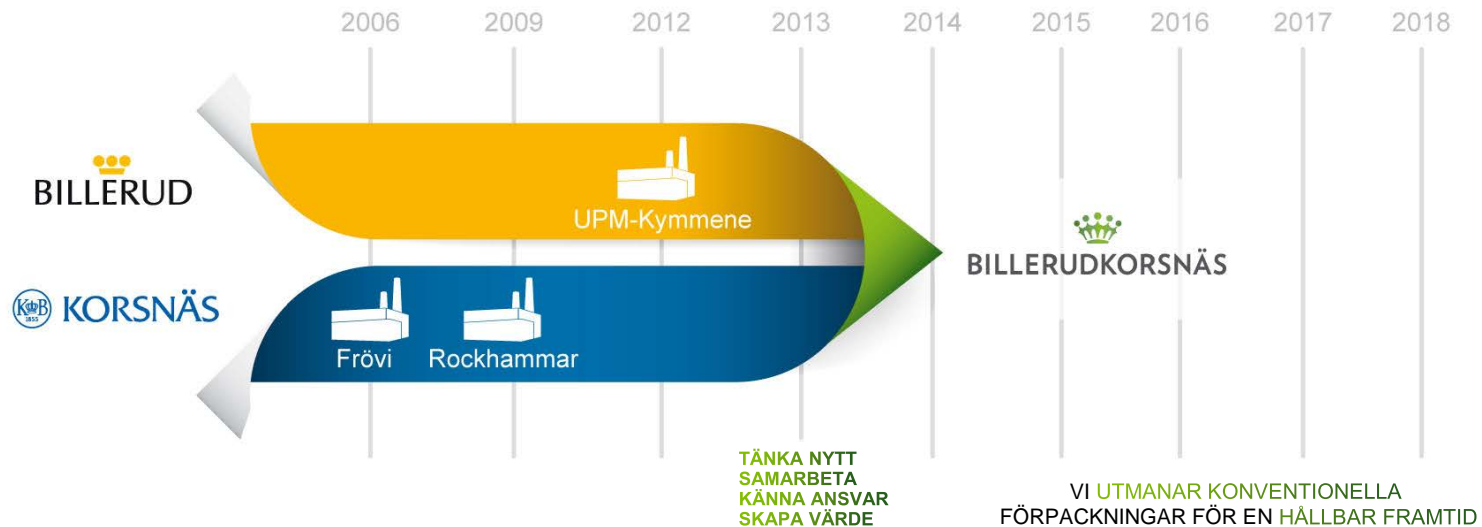 2006 2009 2012 2013 2014 2015 2016 2017 2018
BILLERUD
UPM-Kymmene
BILLERUDKORSNÄS
K B
1855
KORSNÄS
Frövi Rockhammar
TÄNKA NYTT
SAMARBETA
KÄNNA ANSVAR
SKAPA VÄRDE
VI UTMANAR KONVENTIONELLA
FÖRPACKNINGAR FÖR EN HÅLLBAR FRAMTID